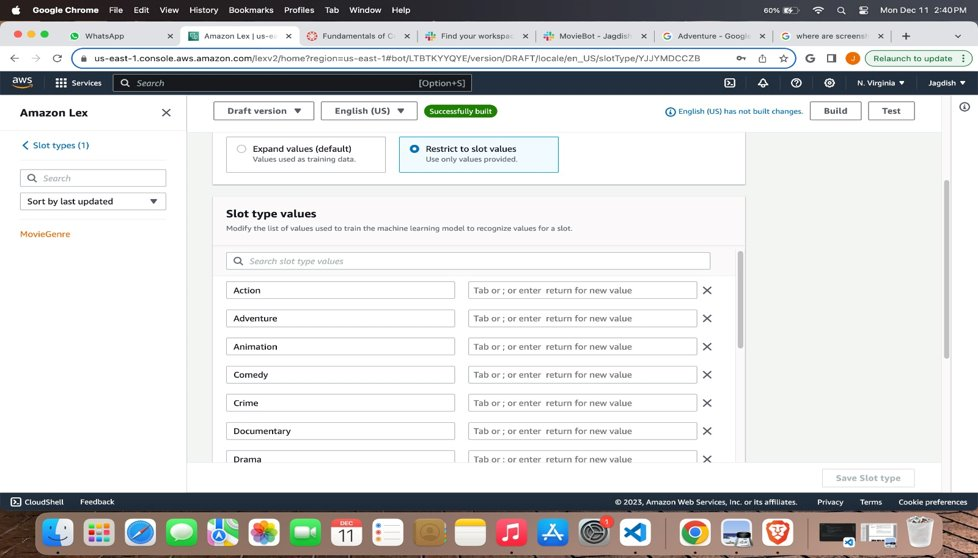 Google Chrome File Edit View History Bookmarks Profiles Tab Window Help 60% Mon Dec 11 2:40 PM
WhatsApp Amazon Lex | us-e Fundamentals of C Find your workspac MovieBot - Jagdish Adventure - Google where are screensh
us-east-1.console.aws.amazon.com/lexv2/home?region=us-east-1#bot/LTBTKYYQYE/version/DRAFT/locale/en_US/slotType/YJJYMDCCZB J Relaunch to update
aws Services Search [Option+S] N. Virginia Jagdish
Amazon Lex Draft version English (US) Successfully built English (US) has not built changes. Build Test
Slot types (1)
Search
Sort by last updated
MovieGenre
Expand values (default)
Values used as training data.
Restrict to slot values
Use only values provided.
Slot type values
Modify the list of values used to train the machine learning model to recognize values for a slot.
Search slot type values
Action Tab or ; or enter return for new value
Adventure Tab or ; or enter return for new value
Animation Tab or ; or enter return for new value
Comedy Tab or ; or enter return for new value
Crime Tab or ; or enter return for new value
Documentary Tab or ; or enter return for new value
Drama Tab or ; or enter return for new value
Save Slot type
CloudShell Feedback © 2023, Amazon Web Services, Inc. or its affiliates. Privacy Terms Cookie preferences
DEC
11
1